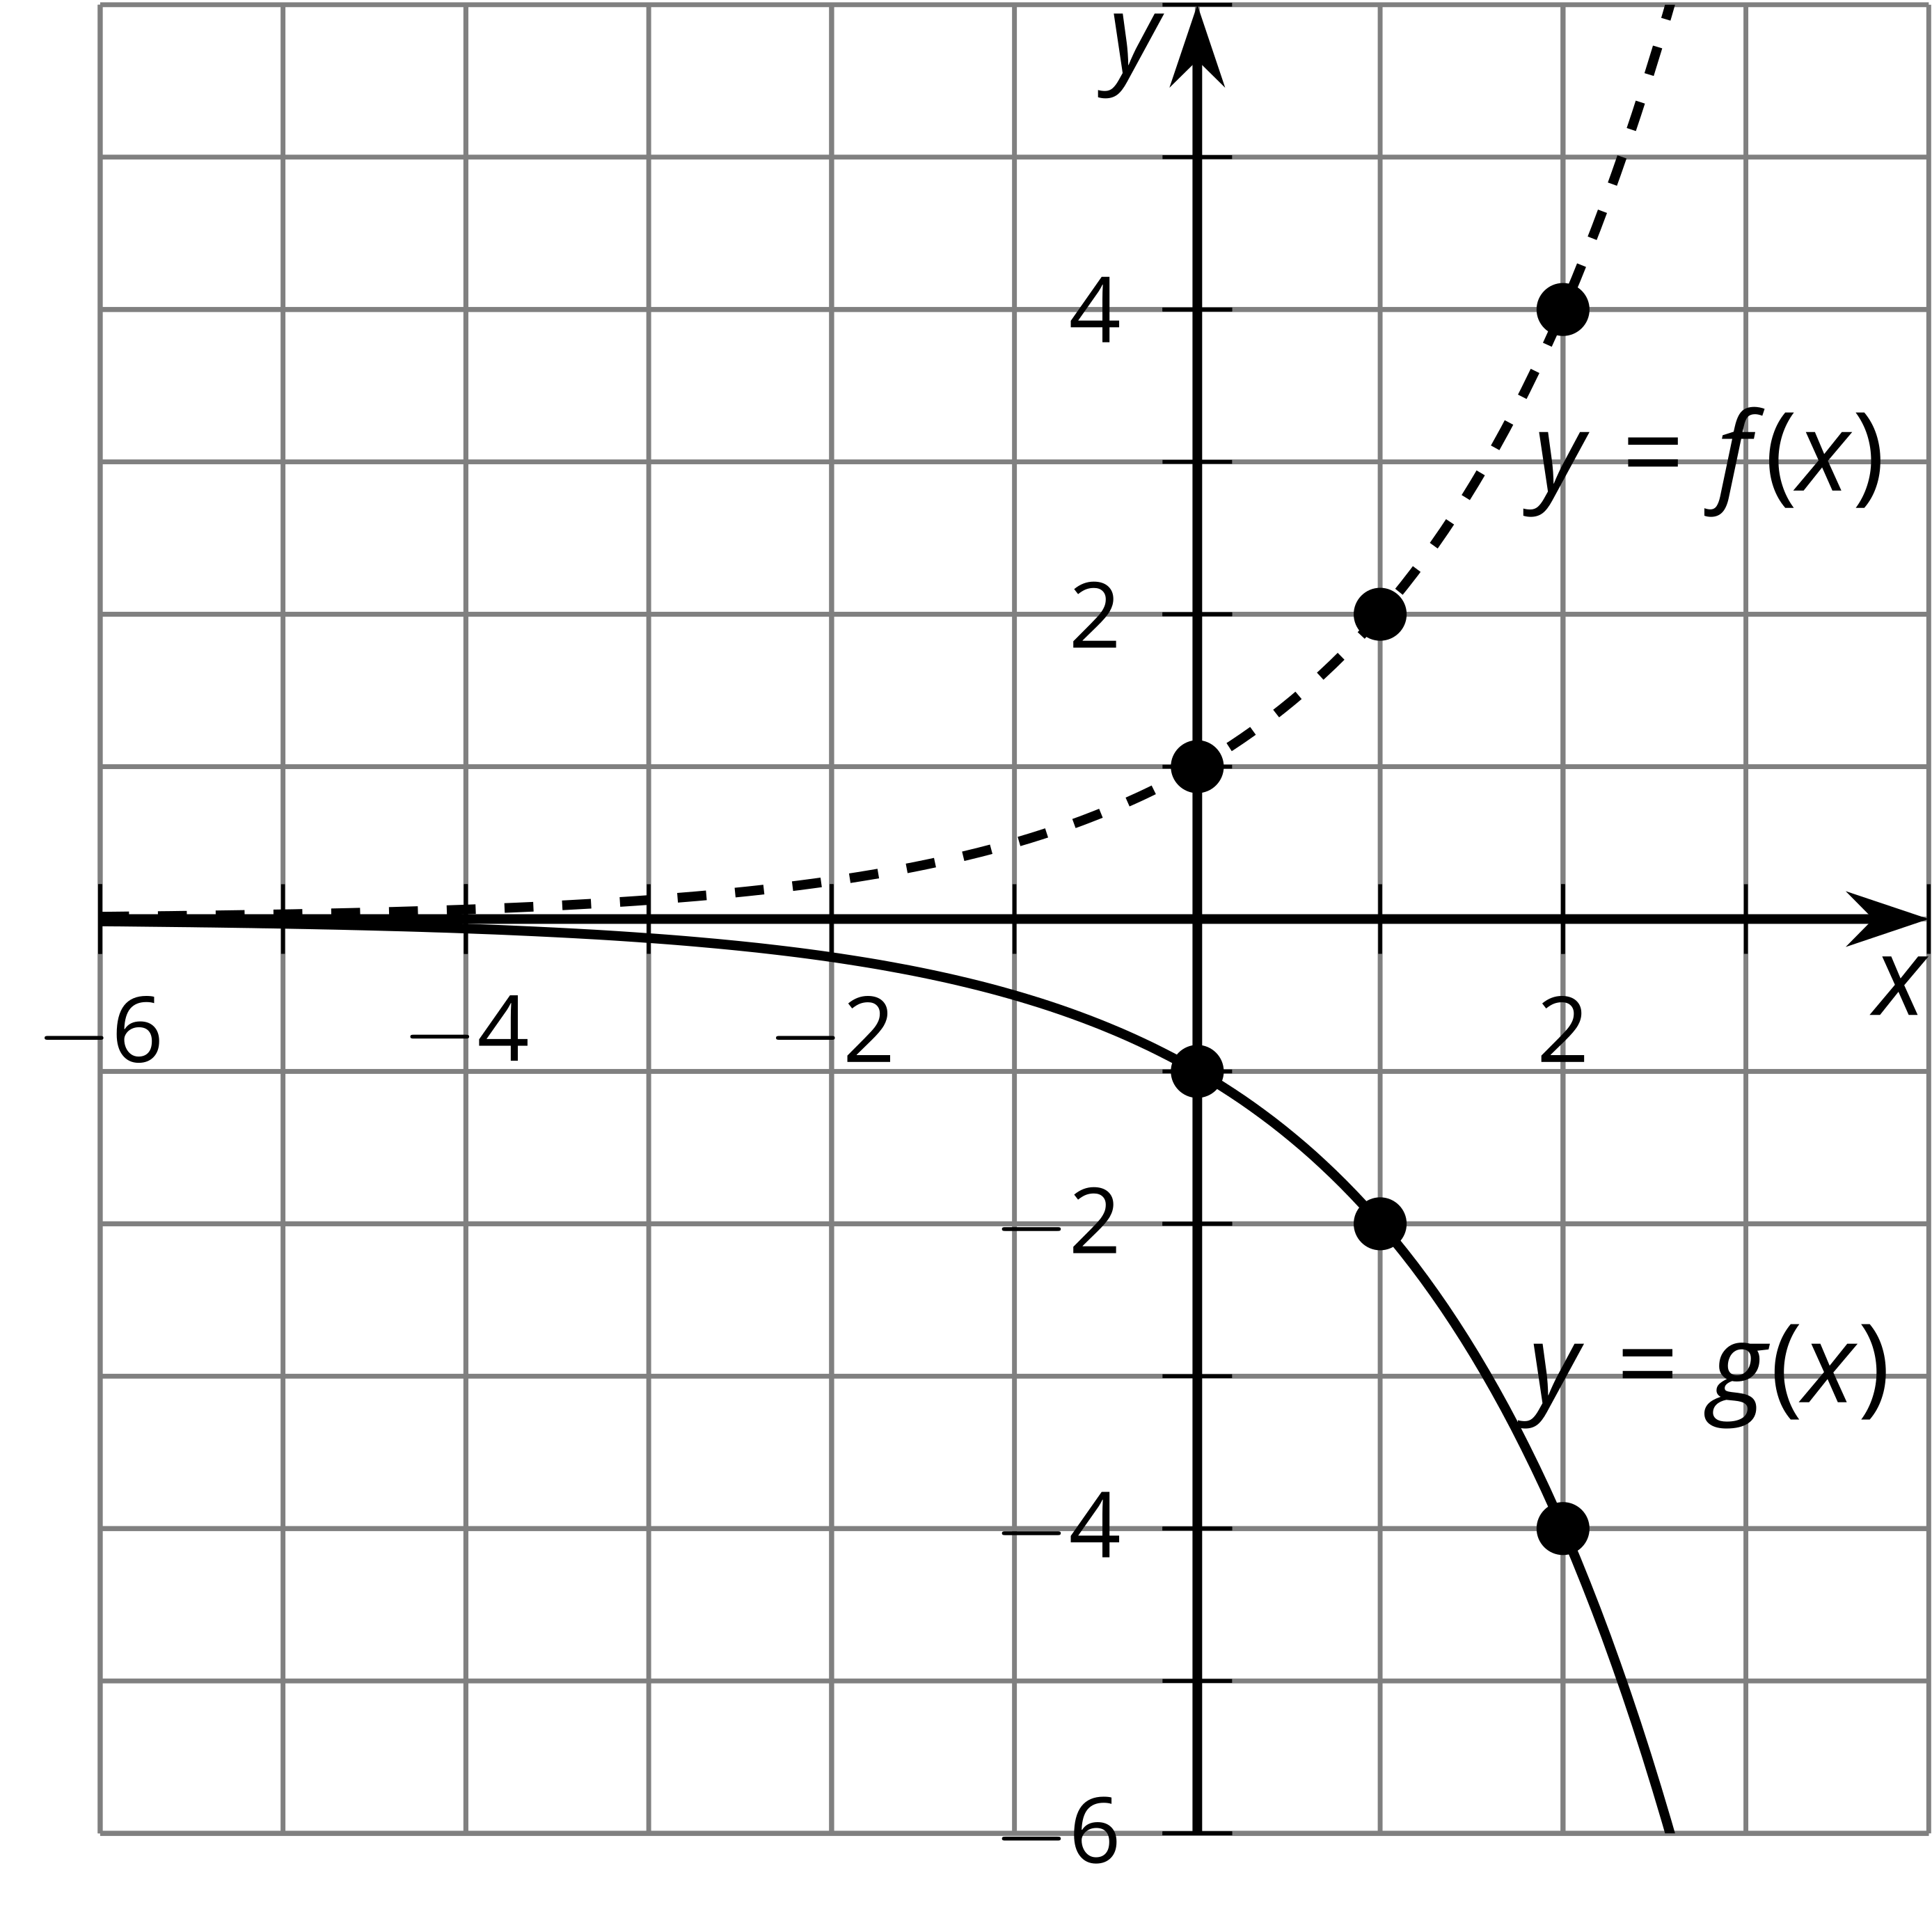 y
4
y = f(x)
2
–6 –4 –2 2 x
–2
y = g(x)
–4
–6